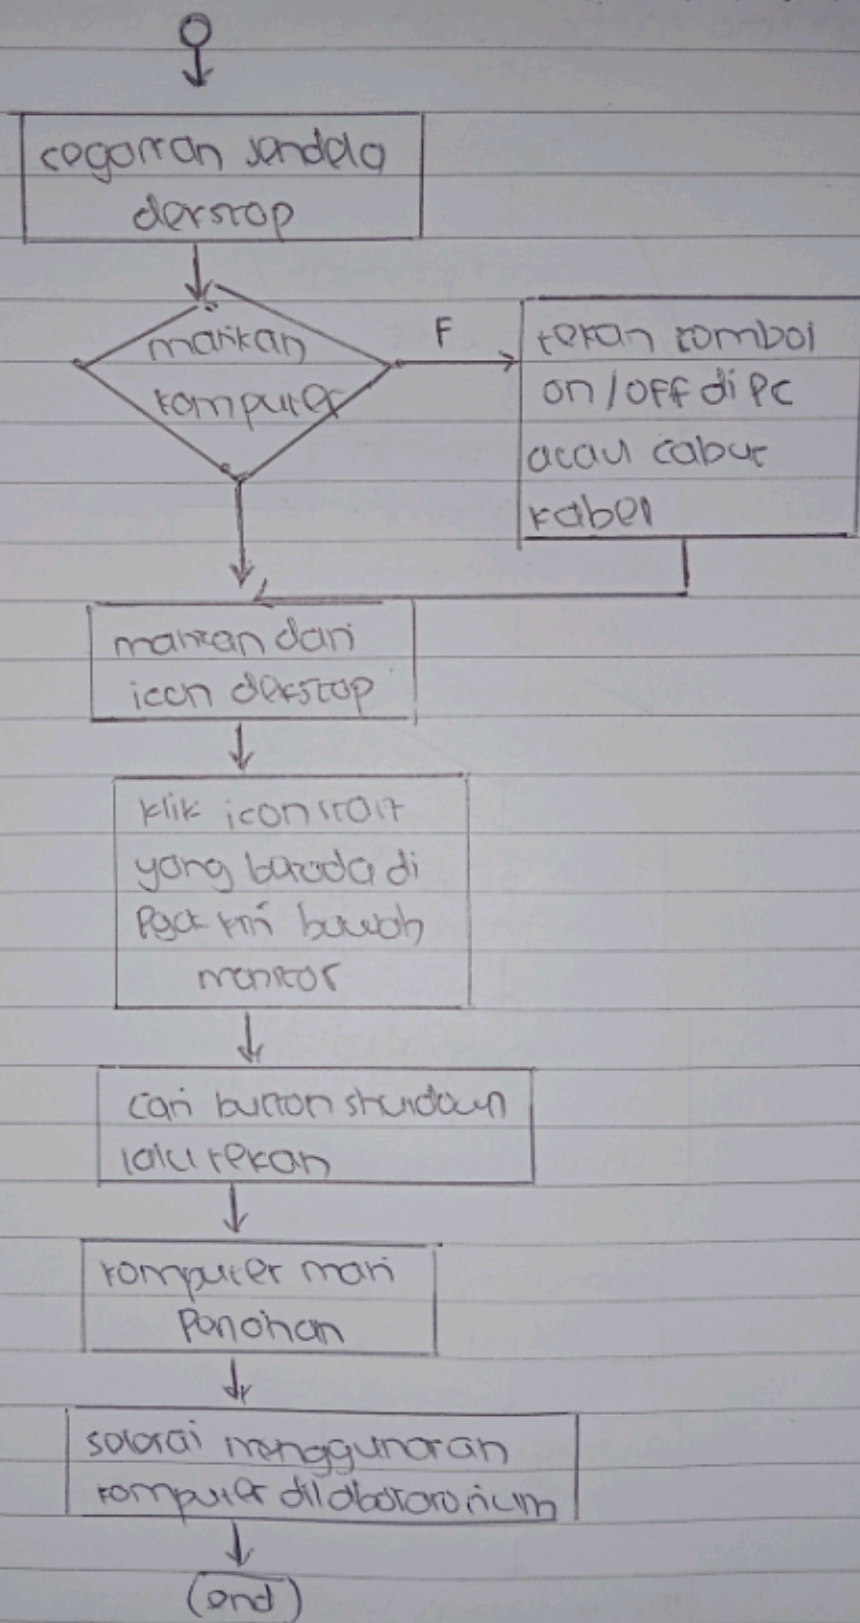 cegatkan jendela
desktop
matikan
komputer
F
tekan tombol
on/off di PC
atau cabut
kabel
matikan dari
icon desktop
klik icon start
yang berada di
pojok kiri bawah
monitor
cari button shutdown
lalu tekan
komputer mati
Perlahan
selesai menggunakan
komputer dilaboratorium
end